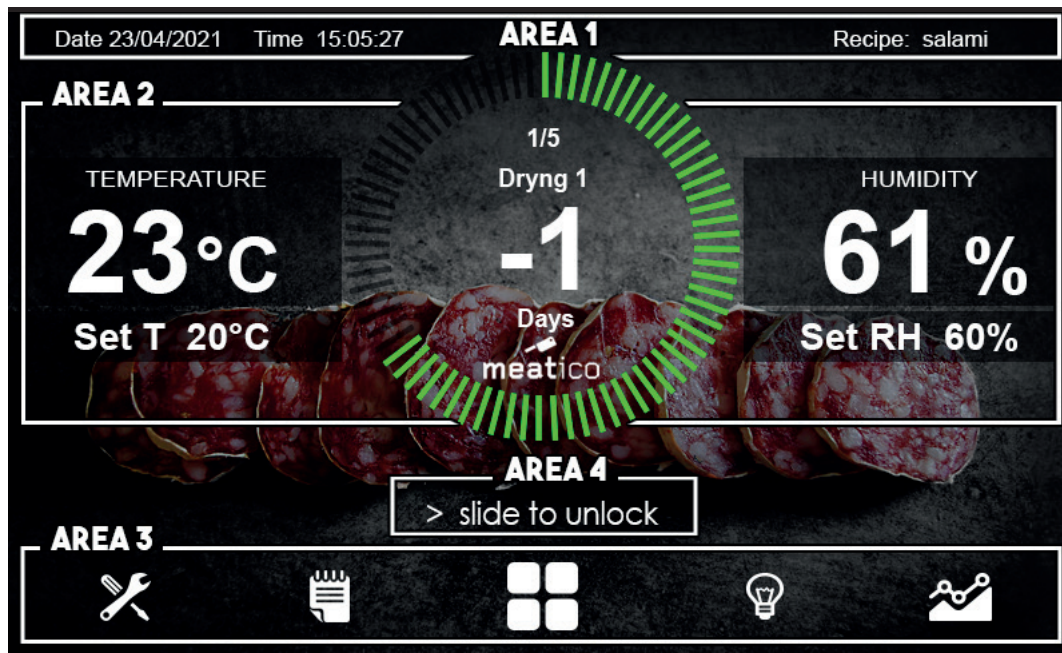 Date 23/04/2021 Time 15:05:27 AREA 1 Recipe: salami
AREA 2
1/5
Dryng 1
-1
Days
meatico
TEMPERATURE
23°C
Set T 20°C
HUMIDITY
61 %
Set RH 60%
AREA 4
> slide to unlock
AREA 3